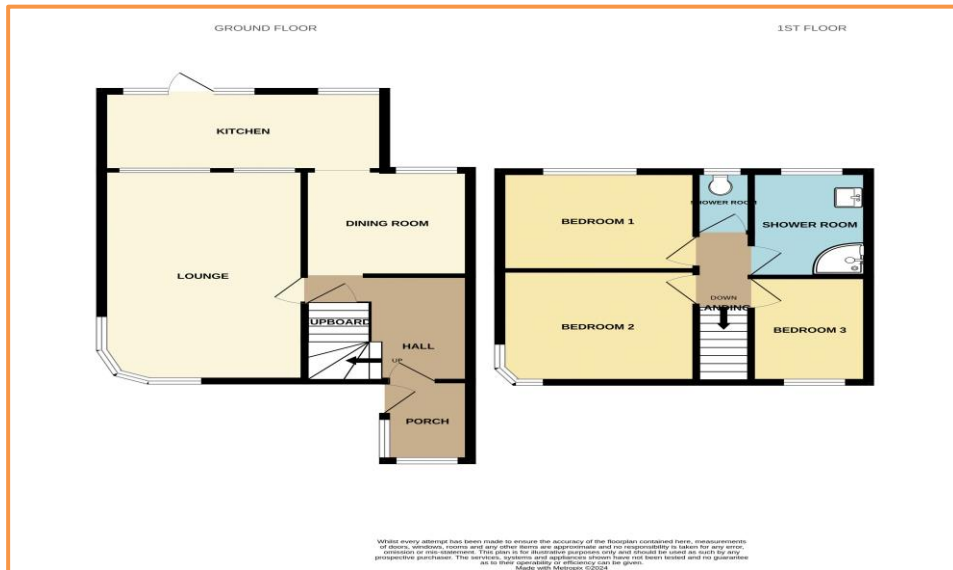 GROUND FLOOR
1ST FLOOR
KITCHEN
DINING ROOM
LOUNGE
UPBOARD
HALL
UP
PORCH
SHOWER ROOM
BEDROOM 1
SHOWER ROOM
DOWN
LANDING
BEDROOM 2
BEDROOM 3
Whilst every attempt has been made to ensure the accuracy of the floorplan contained here, measurements
of doors, windows, rooms and any other items are approximate and no responsibility is taken for any error,
omission or mis-statement. This plan is for illustrative purposes only and should be used as such by any
prospective purchaser. The services, systems and appliances shown have not been tested and no guarantee
as to their operability or efficiency can be given.
Made with Metropix ©2024